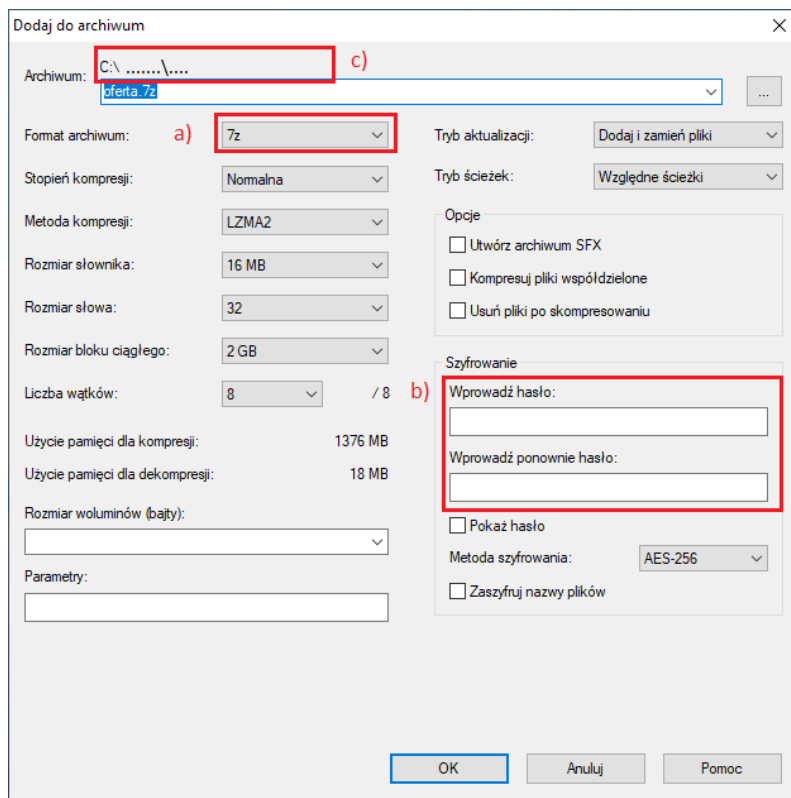 Dodaj do archiwum
Archiwum: C:\ .......\.... c)
oferta.7z ...
Format archiwum: a) 7z Tryb aktualizacji: Dodaj i zamień pliki
Stopień kompresji: Normalna Tryb ścieżek: Względne ścieżki
Metoda kompresji: LZMA2 Opcje
Utwórz archiwum SFX
Rozmiar słownika: 16 MB Kompresuj pliki współdzielone
Rozmiar słowa: 32 Usuń pliki po skompresowaniu
Rozmiar bloku ciągłego: 2 GB Szyfrowanie
Liczba wątków: 8 / 8 b) Wprowadź hasło:
Użycie pamięci dla kompresji: 1376 MB
Wprowadź ponownie hasło:
Użycie pamięci dla dekompresji: 18 MB
Rozmiar woluminów (bajty):
Pokaż hasło
Metoda szyfrowania: AES-256
Parametry:
Zaszyfruj nazwy plików
OK Anuluj Pomoc